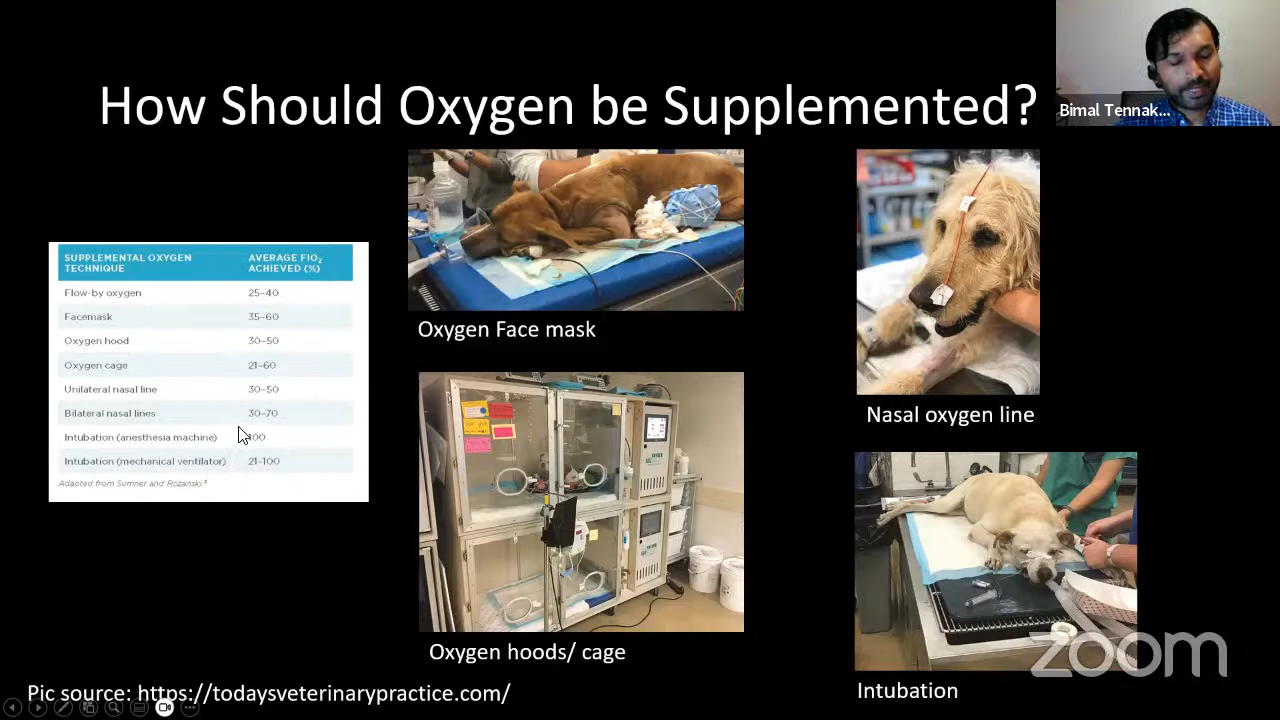 How Should Oxygen be Supplemented?
Bimal Tennak...
SUPPLEMENTAL OXYGEN TECHNIQUE AVERAGE FIO₂ ACHIEVED (%)
Flow-by oxygen 25–40
Facemask 35–60
Oxygen hood 30–50
Oxygen cage 21–60
Unilateral nasal line 30–50
Bilateral nasal lines 30–70
Intubation (anesthesia machine) 100
Intubation (mechanical ventilator) 21–100
Adapted from Sumner and Rozanski.
Oxygen Face mask
Nasal oxygen line
Oxygen hoods/ cage
Intubation
zoom
Pic source: https://todaysveterinarypractice.com/